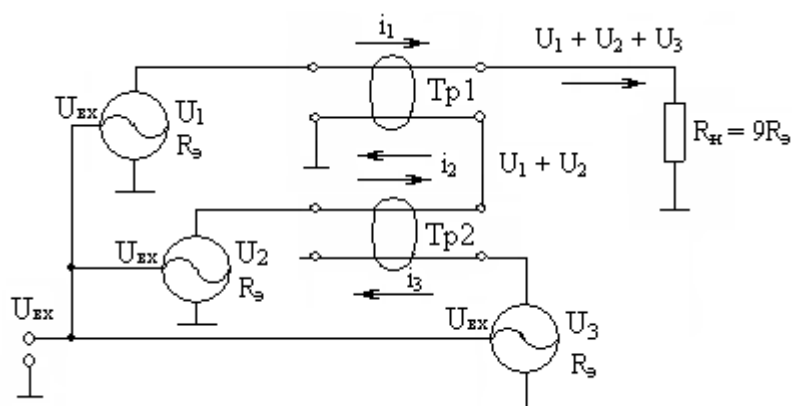 i₁
U₁ + U₂ + U₃
Uвх
U₁
Rэ
Тр1
Rн = 9Rэ
i₂
U₁ + U₂
Uвх
U₂
Rэ
Тр2
i₃
Uвх
Uвх
U₃
Rэ